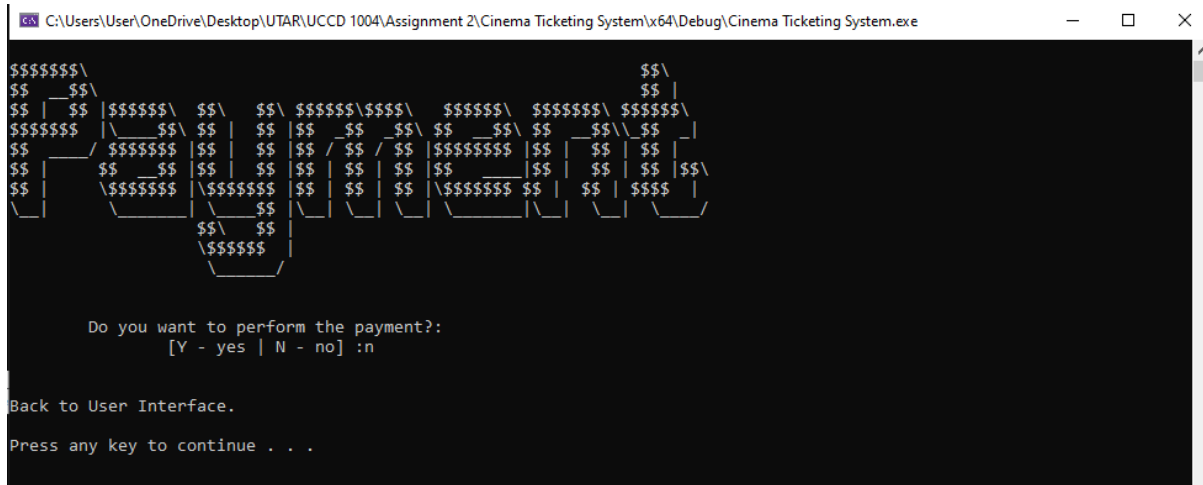 C:\Users\User\OneDrive\Desktop\UTAR\UCCD 1004\Assignment 2\Cinema Ticketing System\x64\Debug\Cinema Ticketing System.exe
Payment
Do you want to perform the payment?:
[Y - yes | N - no] :n
Back to User Interface.
Press any key to continue . . .